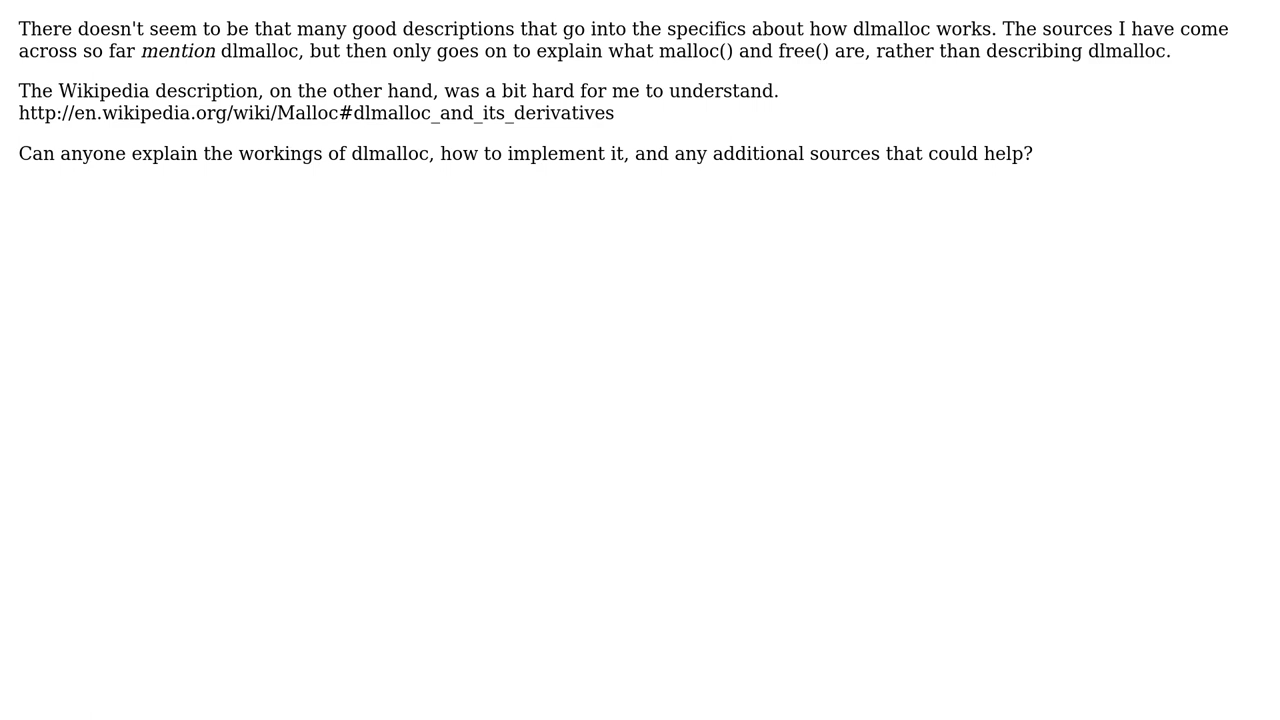 There doesn't seem to be that many good descriptions that go into the specifics about how dlmalloc works. The sources I have come
across so far mention dlmalloc, but then only goes on to explain what malloc() and free() are, rather than describing dlmalloc.
The Wikipedia description, on the other hand, was a bit hard for me to understand.
http://en.wikipedia.org/wiki/Malloc#dlmalloc_and_its_derivatives
Can anyone explain the workings of dlmalloc, how to implement it, and any additional sources that could help?